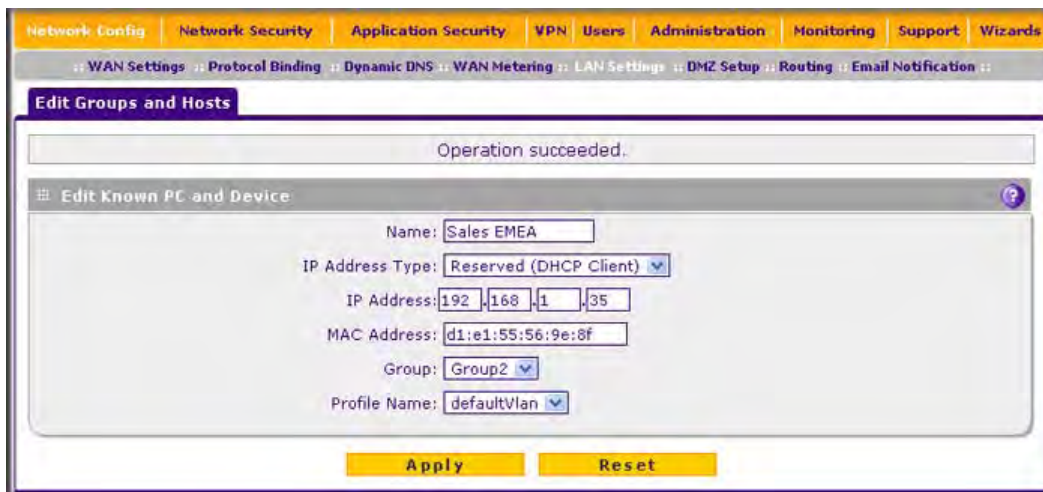 Network Config Network Security Application Security VPN Users Administration Monitoring Support Wizards
:: WAN Settings :: Protocol Binding :: Dynamic DNS :: WAN Metering :: LAN Settings :: DMZ Setup :: Routing :: Email Notification ::
Edit Groups and Hosts
Operation succeeded.
Edit Known PC and Device ?
Name: Sales EMEA
IP Address Type: Reserved (DHCP Client)
IP Address: 192 . 168 . 1 . 35
MAC Address: d1:e1:55:56:9e:8f
Group: Group2
Profile Name: defaultVlan
Apply Reset